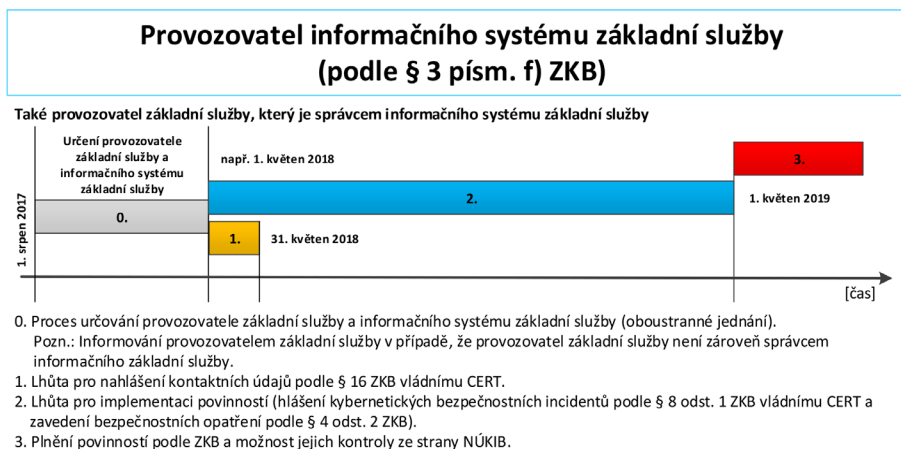 Provozovatel informačního systému základní služby
(podle § 3 písm. f) ZKB)
Také provozovatel základní služby, který je správcem informačního systému základní služby
Určení provozovatele
základní služby a
informačního systému
základní služby
např. 1. květen 2018
3.
2.
1. květen 2019
0.
1. srpen 2017
1.
31. květen 2018
[čas]
0. Proces určování provozovatele základní služby a informačního systému základní služby (oboustranné jednání).
Pozn.: Informování provozovatelem základní služby v případě, že provozovatel základní služby není zároveň správcem
informačního základní služby.
1. Lhůta pro nahlášení kontaktních údajů podle § 16 ZKB vládnímu CERT.
2. Lhůta pro implementaci povinností (hlášení kybernetických bezpečnostních incidentů podle § 8 odst. 1 ZKB vládnímu CERT a
zavedení bezpečnostních opatření podle § 4 odst. 2 ZKB).
3. Plnění povinností podle ZKB a možnost jejich kontroly ze strany NÚKIB.